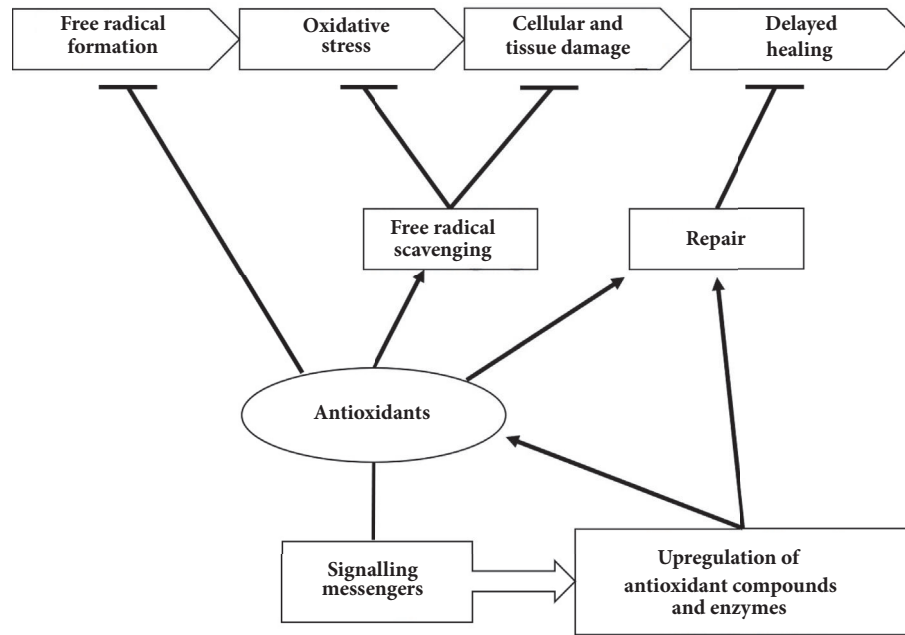 Free radical
formation
Oxidative
stress
Cellular and
tissue damage
Delayed
healing
Free radical
scavenging
Repair
Antioxidants
Signalling
messengers
Upregulation of
antioxidant compounds
and enzymes